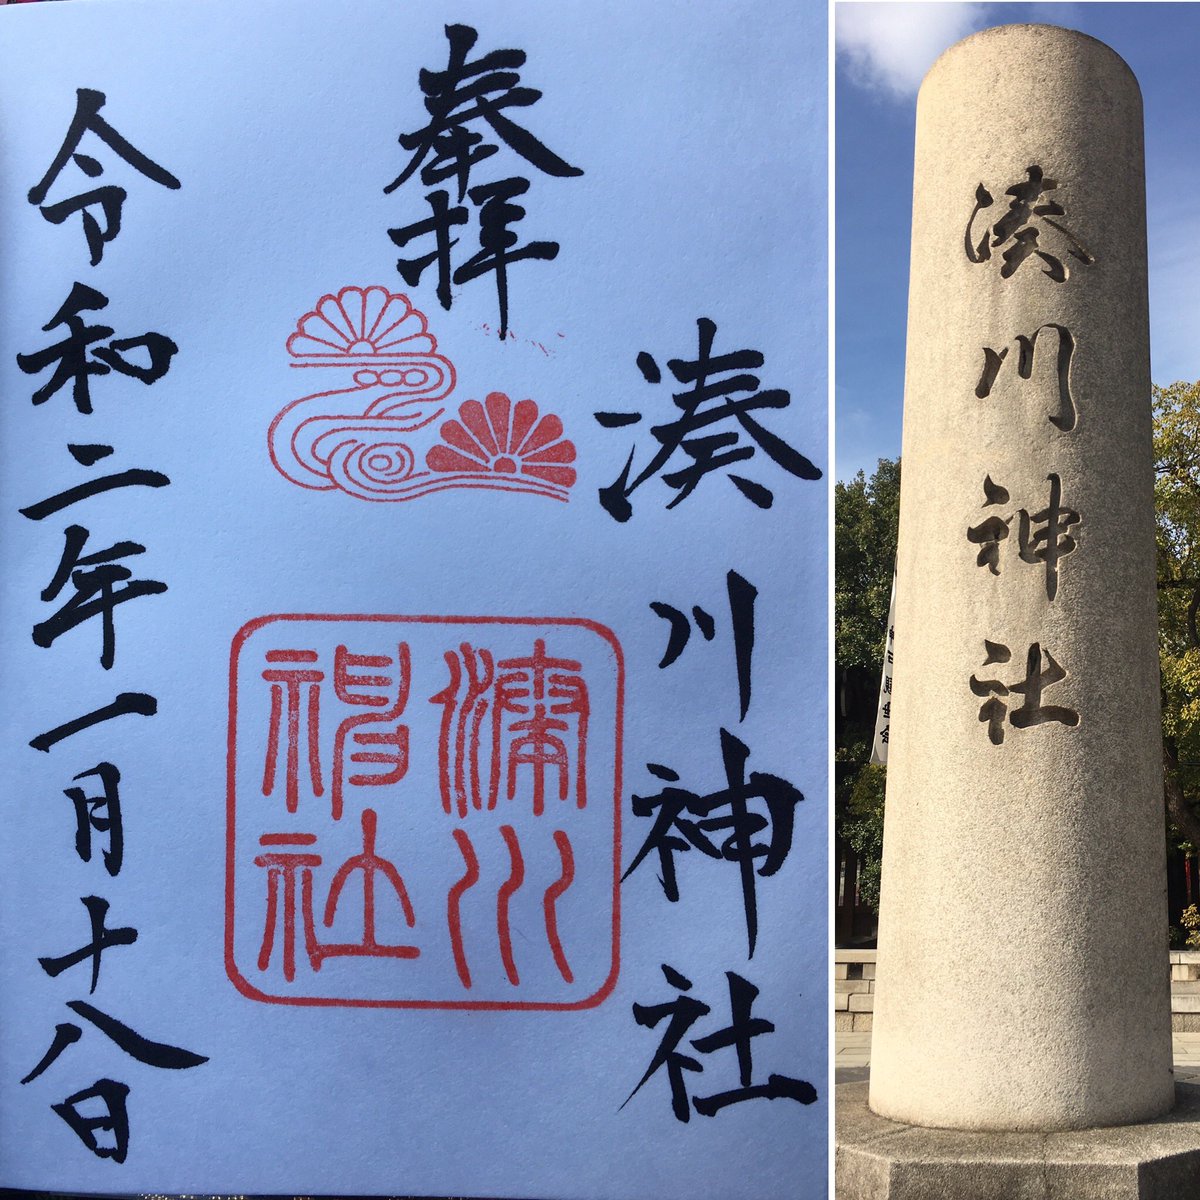 湊川神社
奉拝
湊川
神社
令和二年一月十八日
湊川神社